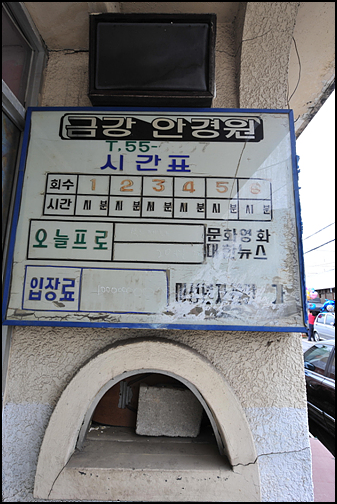 금강 안경원
T.55- 7
시간표
회수 1 2 3 4 5 6
시간 시 분 시 분 시 분 시 분 시 분 시 분
오늘프로 문화영화
대한뉴스
입장료